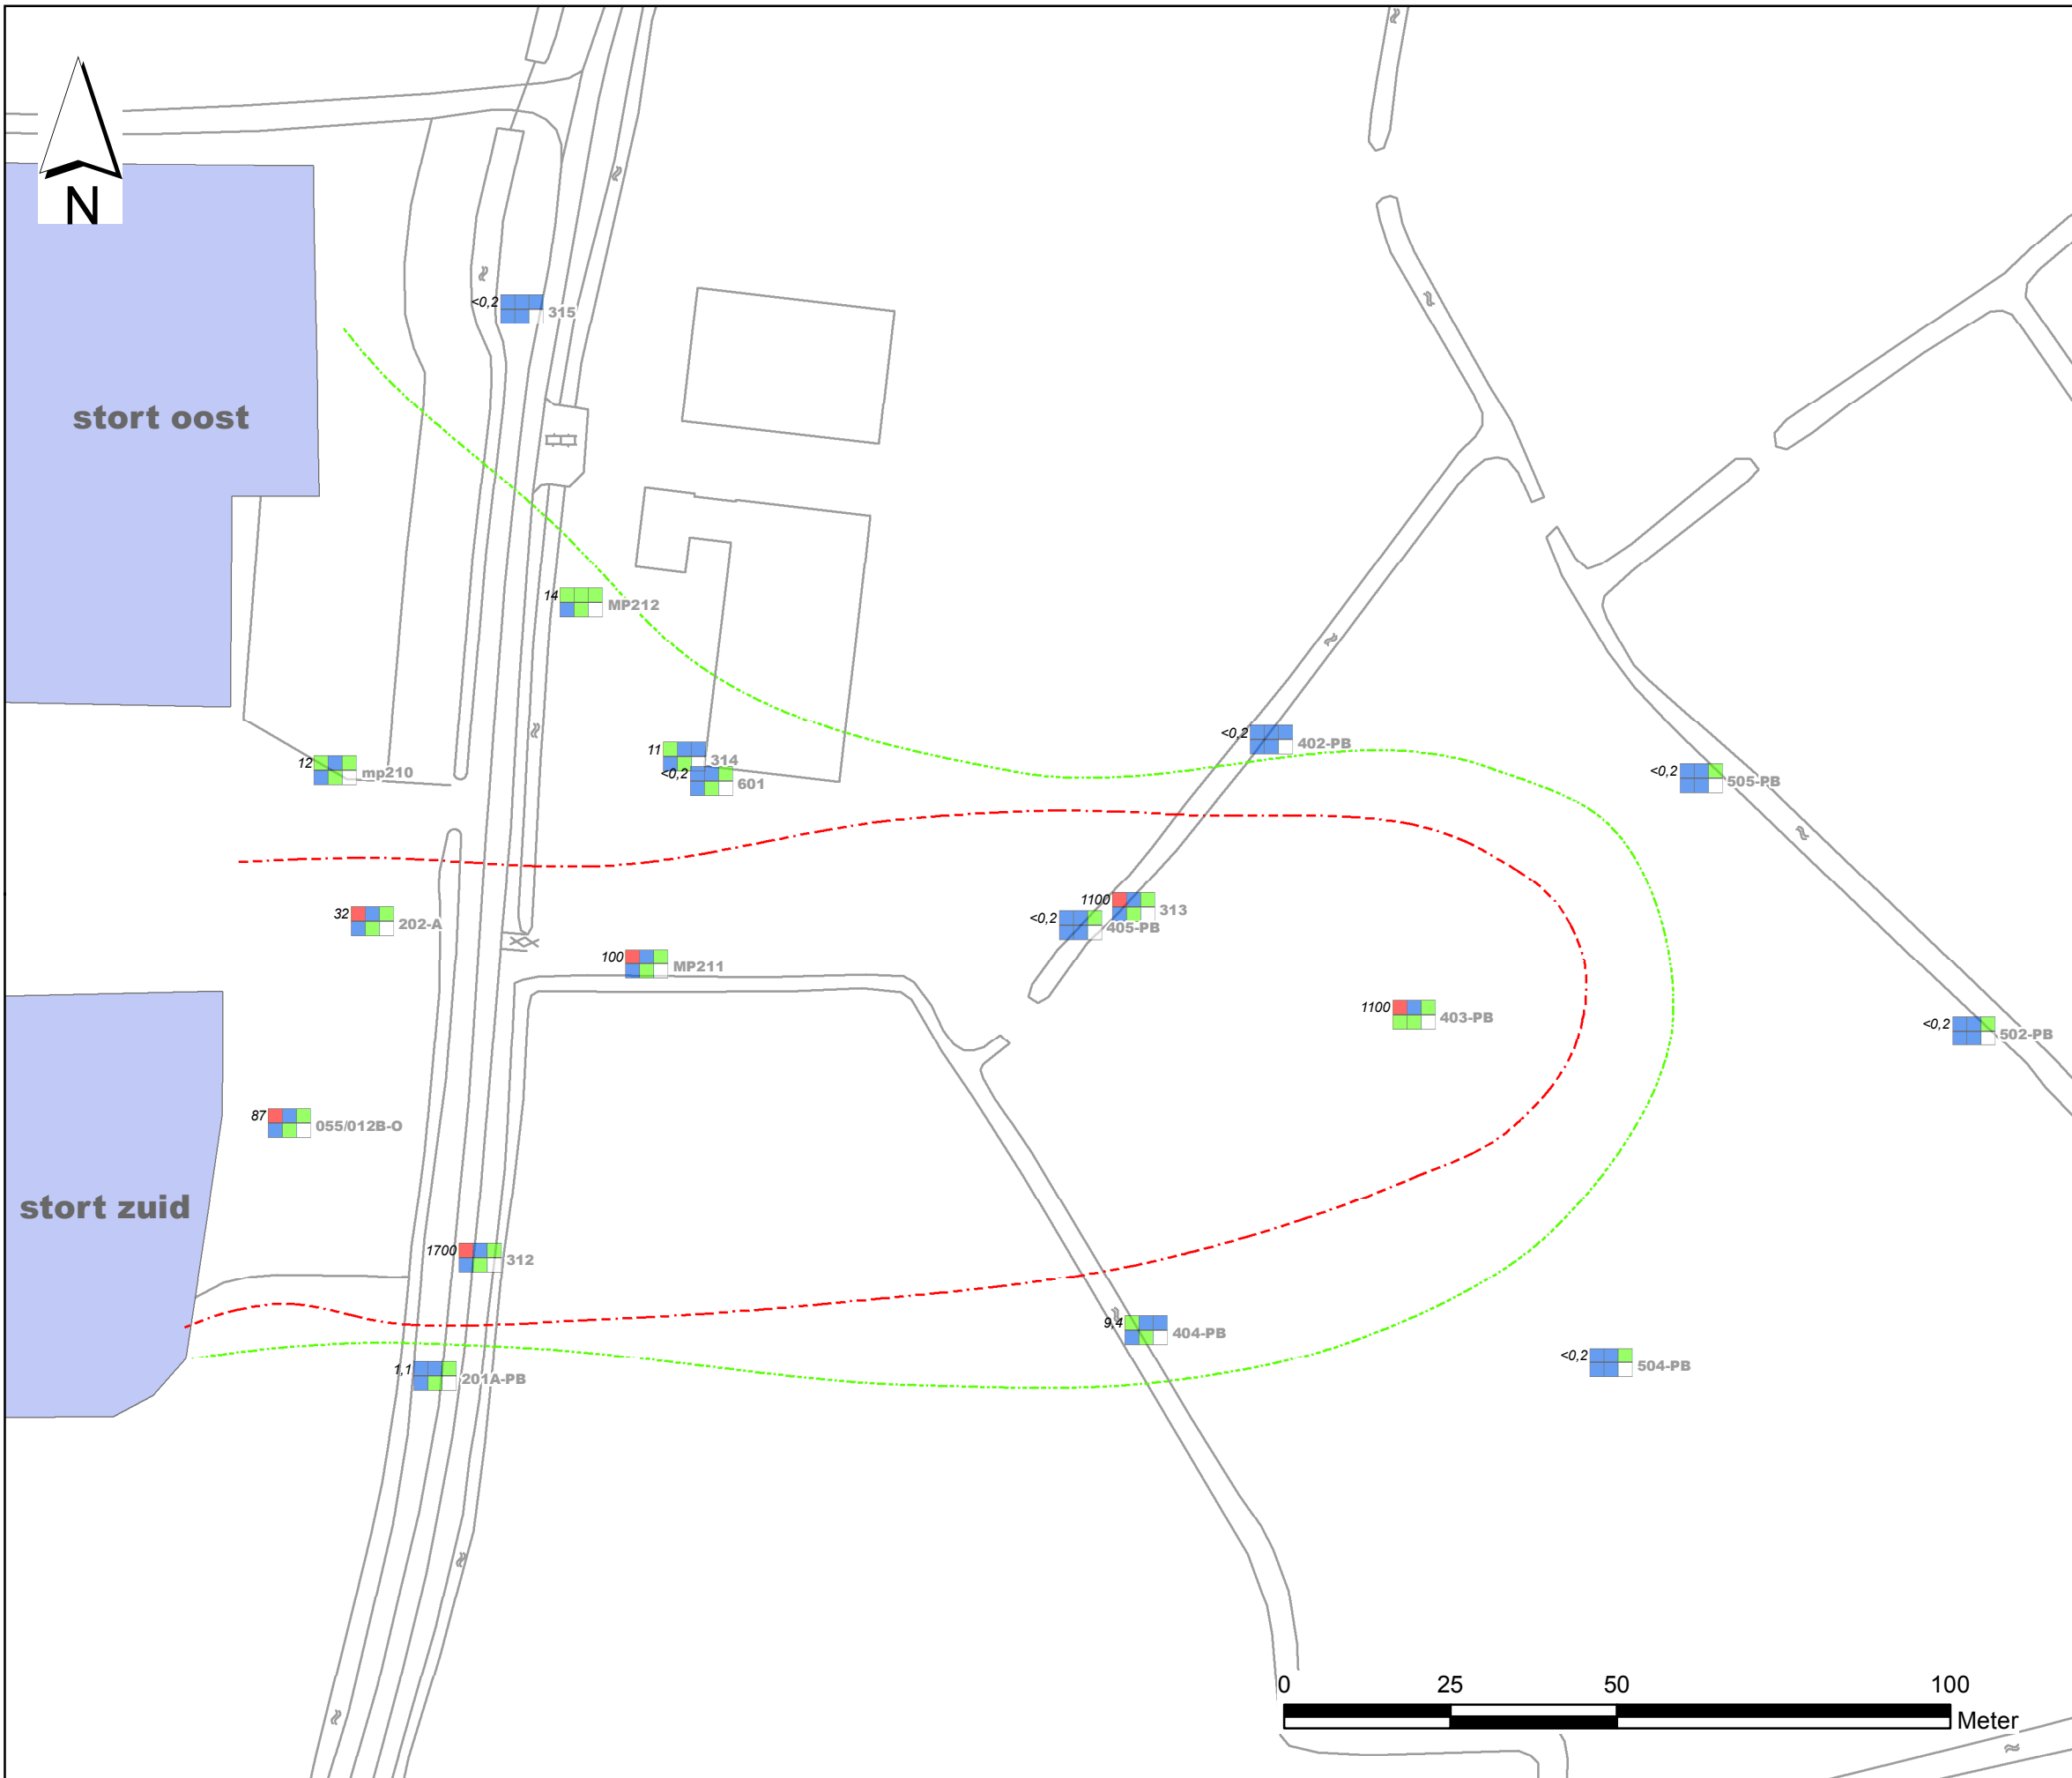 N
<0,2
315
stort oost
14
MP212
<0,2
402-PB
11
314
<0,2
601
12
mp210
<0,2
505-PB
1100
313
32
202-A
<0,2
405-PB
100
MP211
1100
403-PB
<0,2
502-PB
87
055/012B-O
stort zuid
1700
312
9,4
404-PB
<0,2
504-PB
1,1
201A-PB
0 25 50 100
Meter